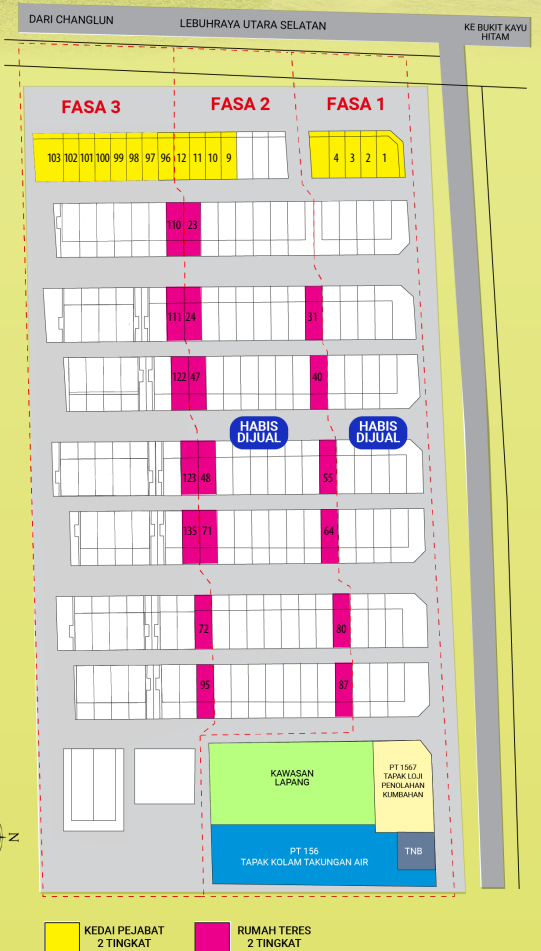 DARI CHANGLUN
LEBUHRAYA UTARA SELATAN
KE BUKIT KAYU
HITAM
FASA 3
FASA 2
FASA 1
103 102 101 100 99 98 97 96 12 11 10 9
4 3 2 1
110 23
111 24
31
122 47
40
HABIS
DIJUAL
HABIS
DIJUAL
123 48
55
135 71
64
72
80
95
87
KAWASAN
LAPANG
PT 1567
TAPAK LOJI
PENOLAHAN
KUMBAHAN
PT 156
TAPAK KOLAM TAKUNGAN AIR
TNB
N
KEDAI PEJABAT
2 TINGKAT
RUMAH TERES
2 TINGKAT